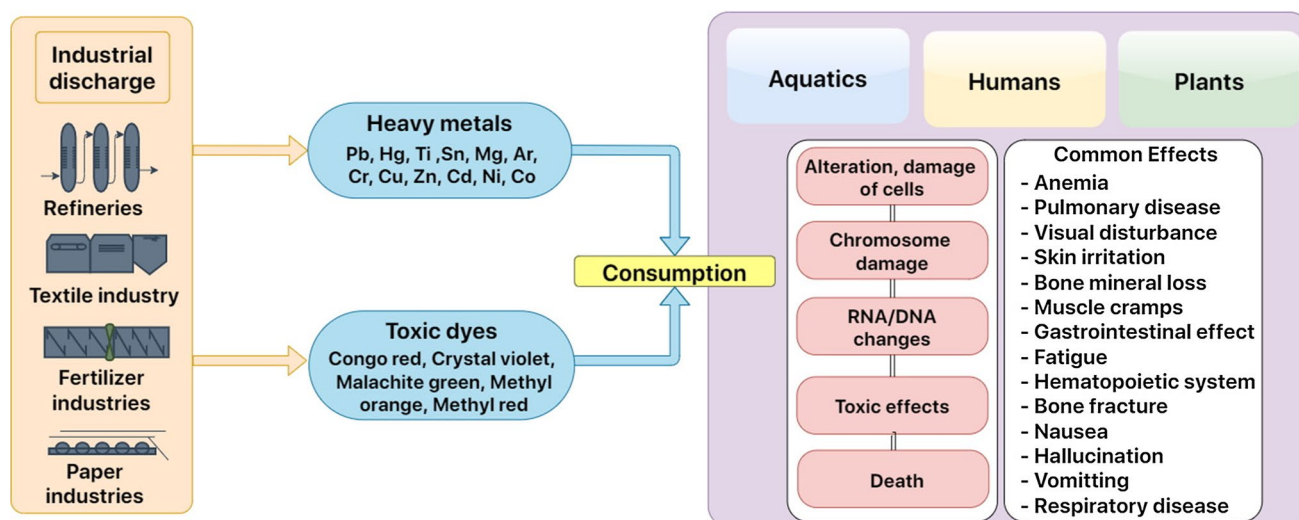 Industrial
discharge
Refineries
Textile industry
Fertilizer
industries
Paper
industries
Heavy metals
Pb, Hg, Ti ,Sn, Mg, Ar,
Cr, Cu, Zn, Cd, Ni, Co
Toxic dyes
Congo red, Crystal violet,
Malachite green, Methyl
orange, Methyl red
Consumption
Aquatics
Humans
Plants
Alteration, damage
of cells
Chromosome
damage
RNA/DNA
changes
Toxic effects
Death
Common Effects
- Anemia
- Pulmonary disease
- Visual disturbance
- Skin irritation
- Bone mineral loss
- Muscle cramps
- Gastrointestinal effect
- Fatigue
- Hematopoietic system
- Bone fracture
- Nausea
- Hallucination
- Vomitting
- Respiratory disease